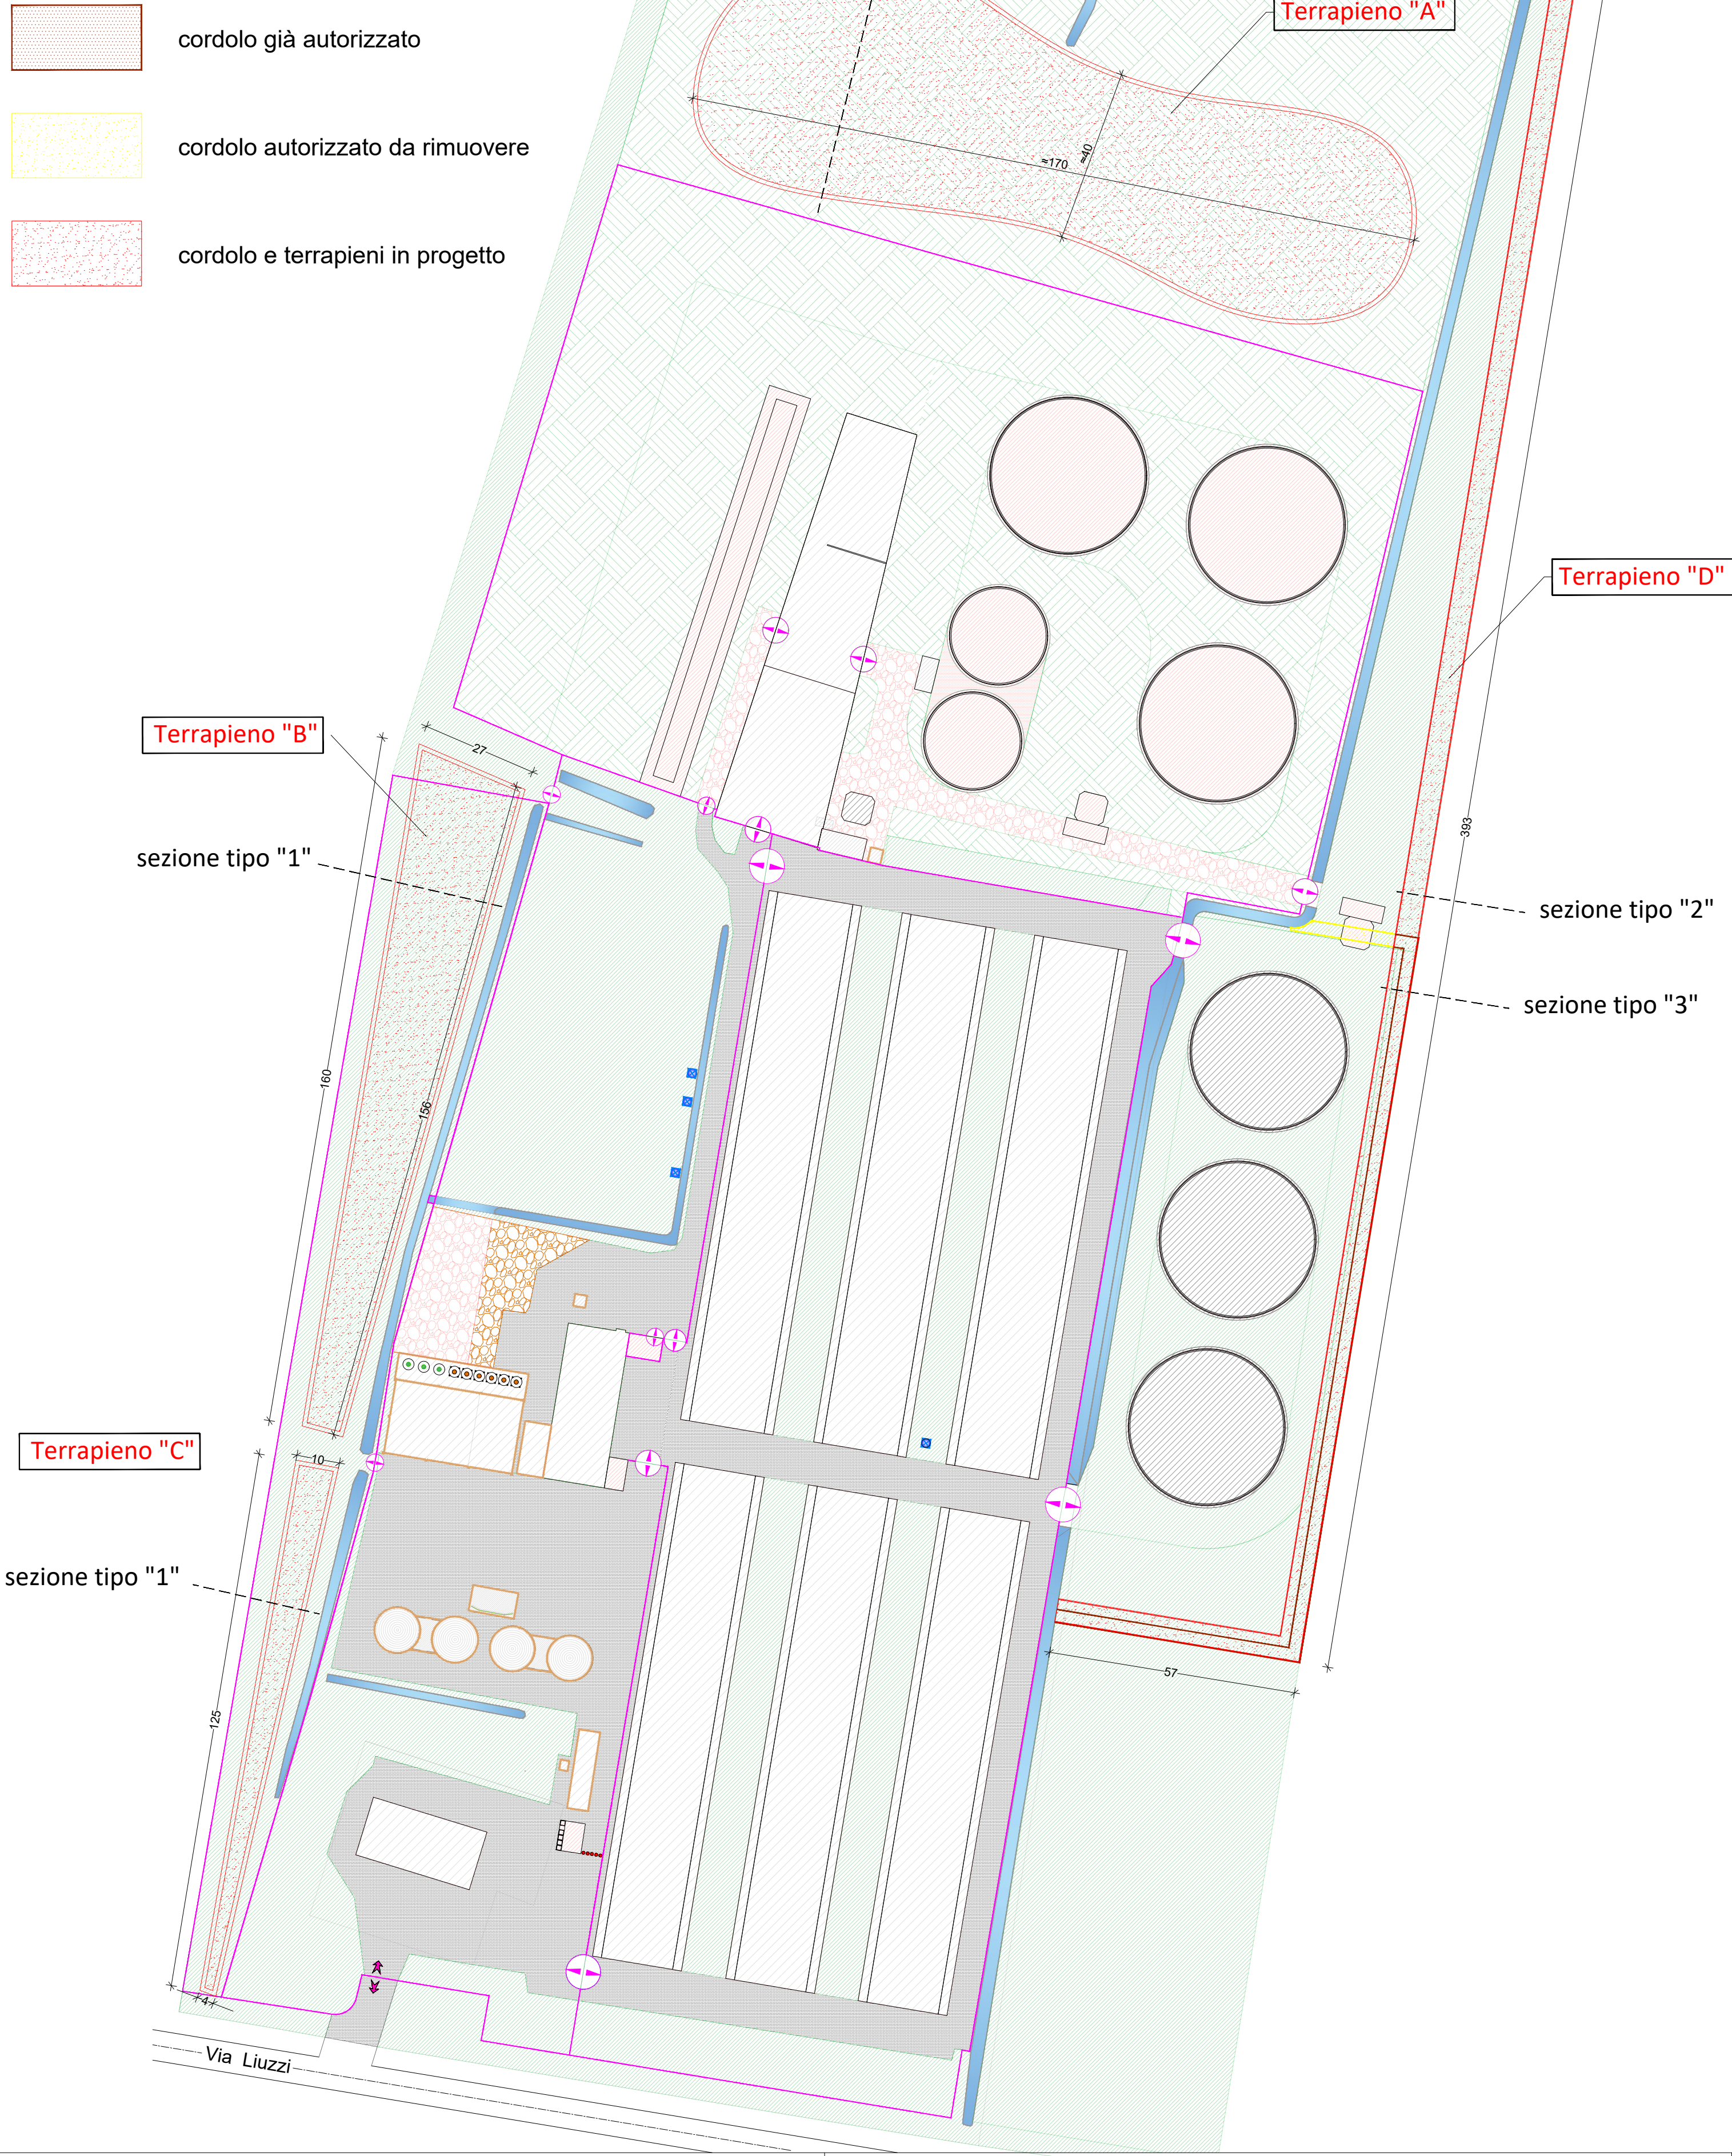 Terrapieno "A"
cordolo già autorizzato
cordolo autorizzato da rimuovere
≈170
≈40
cordolo e terrapieni in progetto
Terrapieno "D"
Terrapieno "B"
27
393
sezione tipo "1"
sezione tipo "2"
sezione tipo "3"
160
156
Terrapieno "C"
10
sezione tipo "1"
57
125
4
Via Liuzzi